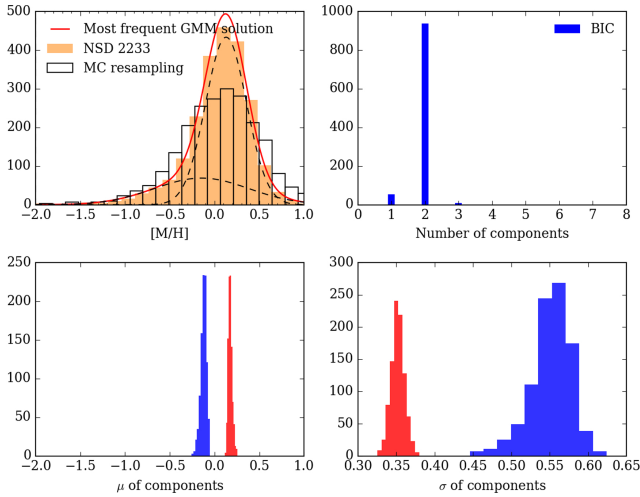 500
400
300
200
100
0
Most frequent GMM solution
NSD 2233
MC resampling
−2.0 −1.5 −1.0 −0.5 0.0 0.5 1.0
[M/H]
1000
800
600
400
200
0
BIC
0 1 2 3 4 5 6 7 8
Number of components
250
200
150
100
50
0
−2.0 −1.5 −1.0 −0.5 0.0 0.5 1.0
μ of components
300
250
200
150
100
50
0
0.30 0.35 0.40 0.45 0.50 0.55 0.60 0.65
σ of components